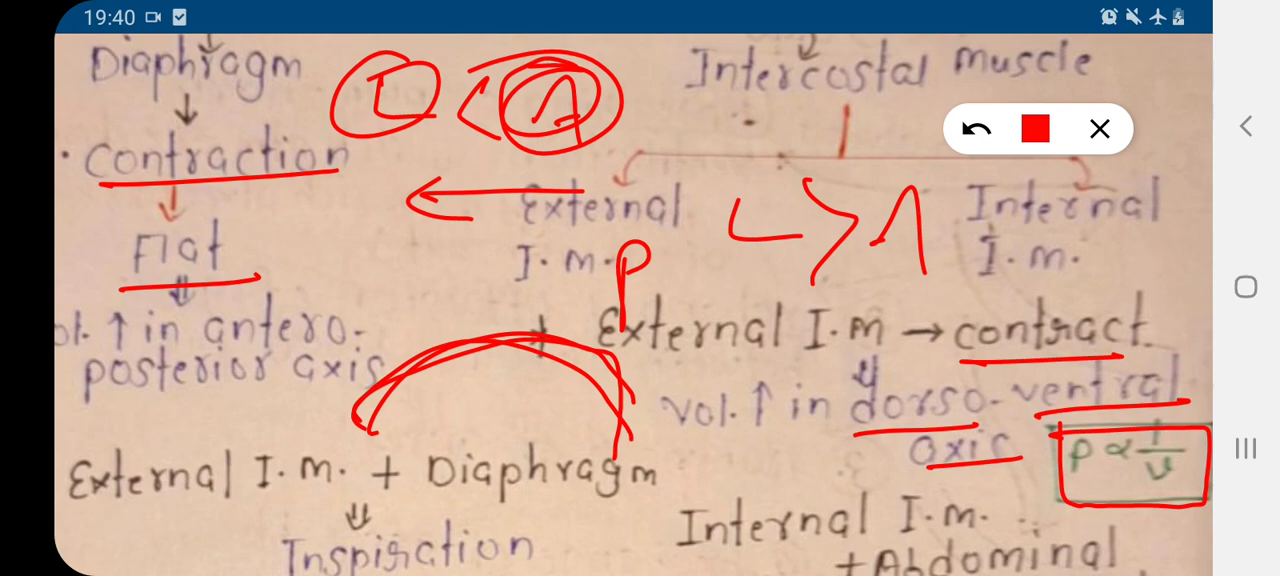 19:40
Diaphragm
Contraction
Flat
ol. ↑ in antero-
posterior axis
Intercostal muscle
External
I.m.
Internal
I.m.
P
L > A
L < A
External I.m → contract.
vol. ↑ in dorso-ventral
axis
P ∝ 1/v
External I.m. + Diaphragm
Inspiration
Internal I.m.
+Abdominal